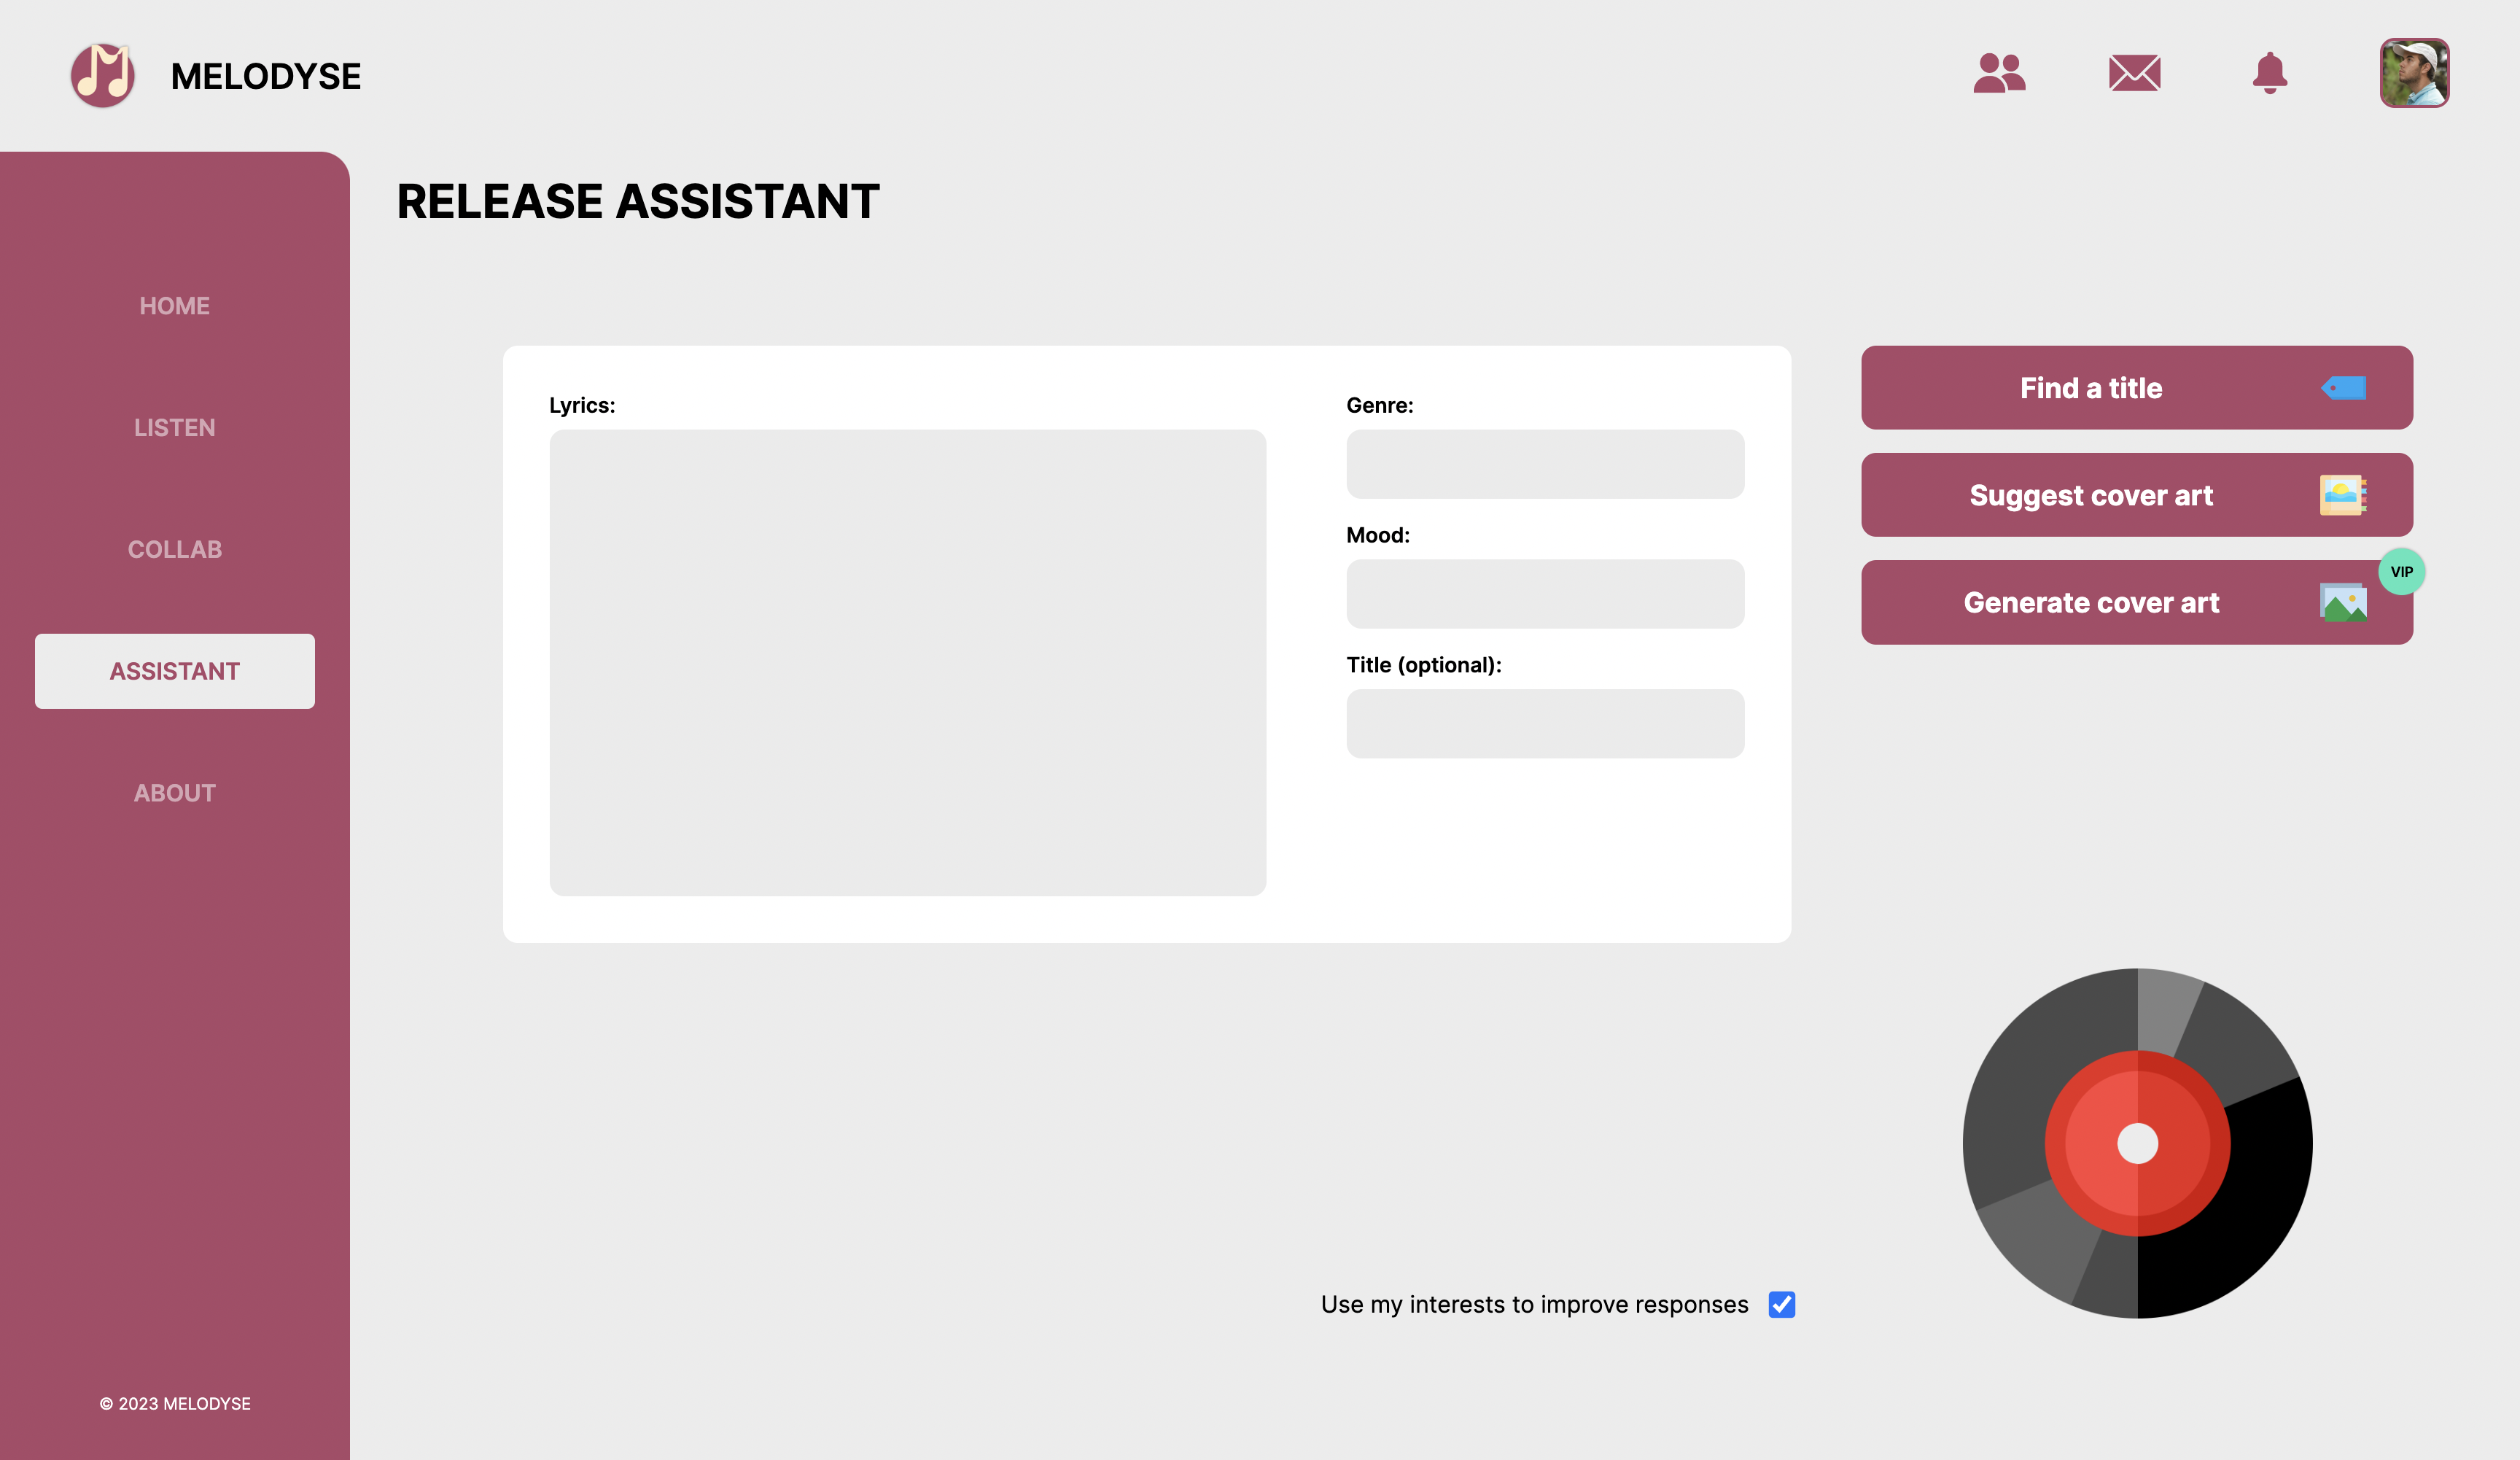 MELODYSE
RELEASE ASSISTANT
HOME
LISTEN
COLLAB
ASSISTANT
ABOUT
© 2023 MELODYSE
Lyrics:
Genre:
Mood:
Title (optional):
Find a title
Suggest cover art
Generate cover art
VIP
Use my interests to improve responses